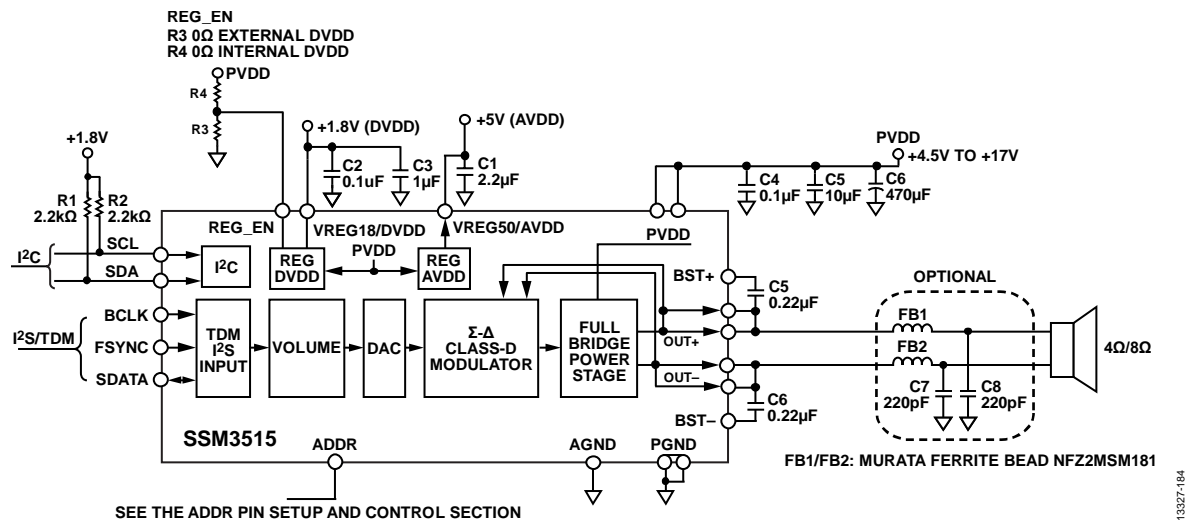 REG_EN
R3 0Ω EXTERNAL DVDD
R4 0Ω INTERNAL DVDD
PVDD
R4
R3
+1.8V
+1.8V (DVDD)
+5V (AVDD)
PVDD
+4.5V TO +17V
C2
0.1uF
C3
1µF
C1
2.2µF
C4
0.1µF
C5
10µF
C6
470µF
R1
2.2kΩ
R2
2.2kΩ
REG_EN
VREG18/DVDD
VREG50/AVDD
PVDD
PVDD
I²C
SCL
SDA
I²C
REG
DVDD
REG
AVDD
BST+
C5
0.22µF
OPTIONAL
I²S/TDM
BCLK
FSYNC
SDATA
TDM
I²S
INPUT
VOLUME
DAC
Σ-Δ
CLASS-D
MODULATOR
FULL
BRIDGE
POWER
STAGE
OUT+
OUT–
FB1
FB2
4Ω/8Ω
C7
220pF
C8
220pF
C6
0.22µF
BST–
SSM3515
ADDR
AGND
PGND
FB1/FB2: MURATA FERRITE BEAD NFZ2MSM181
SEE THE ADDR PIN SETUP AND CONTROL SECTION
13327-184